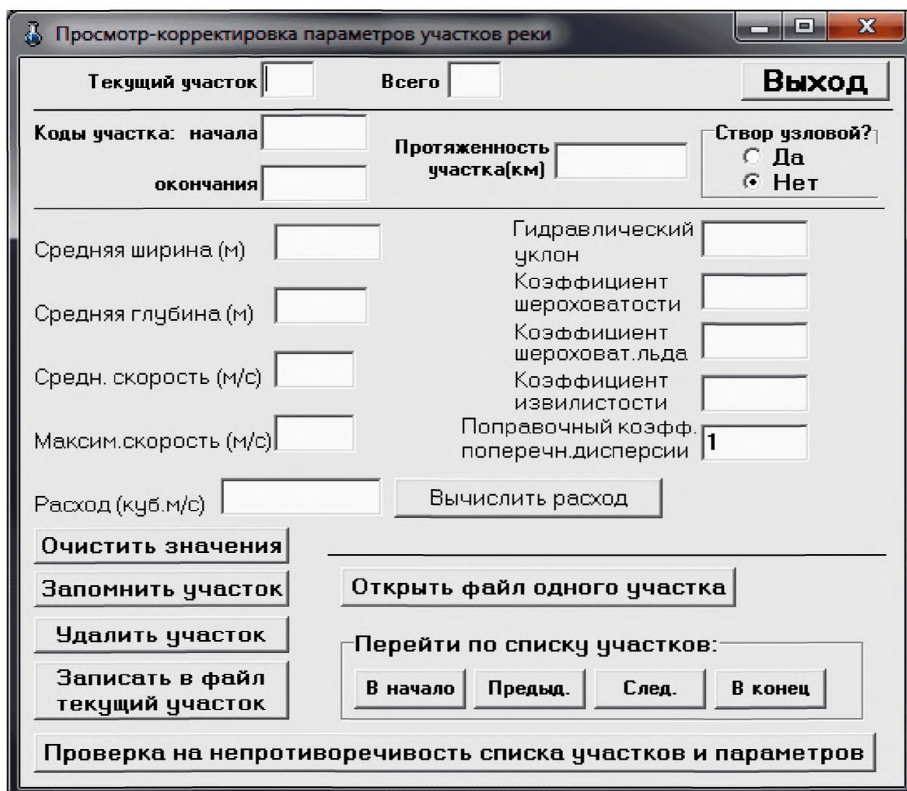 Просмотр-корректировка параметров участков реки
Текущий участок
Всего
Выход
Коды участка: начала
окончания
Протяженность
участка(км)
Створ узловой?
Да
Нет
Средняя ширина (м)
Средняя глубина (м)
Средн. скорость (м/с)
Максим.скорость (м/с)
Расход (куб.м/с)
Гидравлический
уклон
Коэффициент
шероховатости
Коэффициент
шероховат.льда
Коэффициент
извилистости
Поправочный коэфф.
поперечн.дисперсии
1
Вычислить расход
Очистить значения
Запомнить участок
Удалить участок
Записать в файл
текущий участок
Открыть файл одного участка
Перейти по списку участков:
В начало
Предыд.
След.
В конец
Проверка на непротиворечивость списка участков и параметров